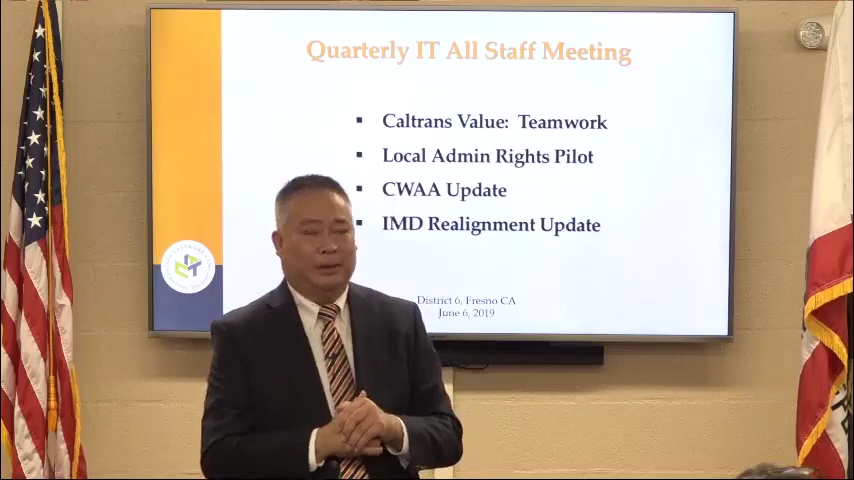 Quarterly IT All Staff Meeting
▪ Caltrans Value: Teamwork
▪ Local Admin Rights Pilot
▪ CWAA Update
▪ IMD Realignment Update
District 6, Fresno CA
June 6, 2019